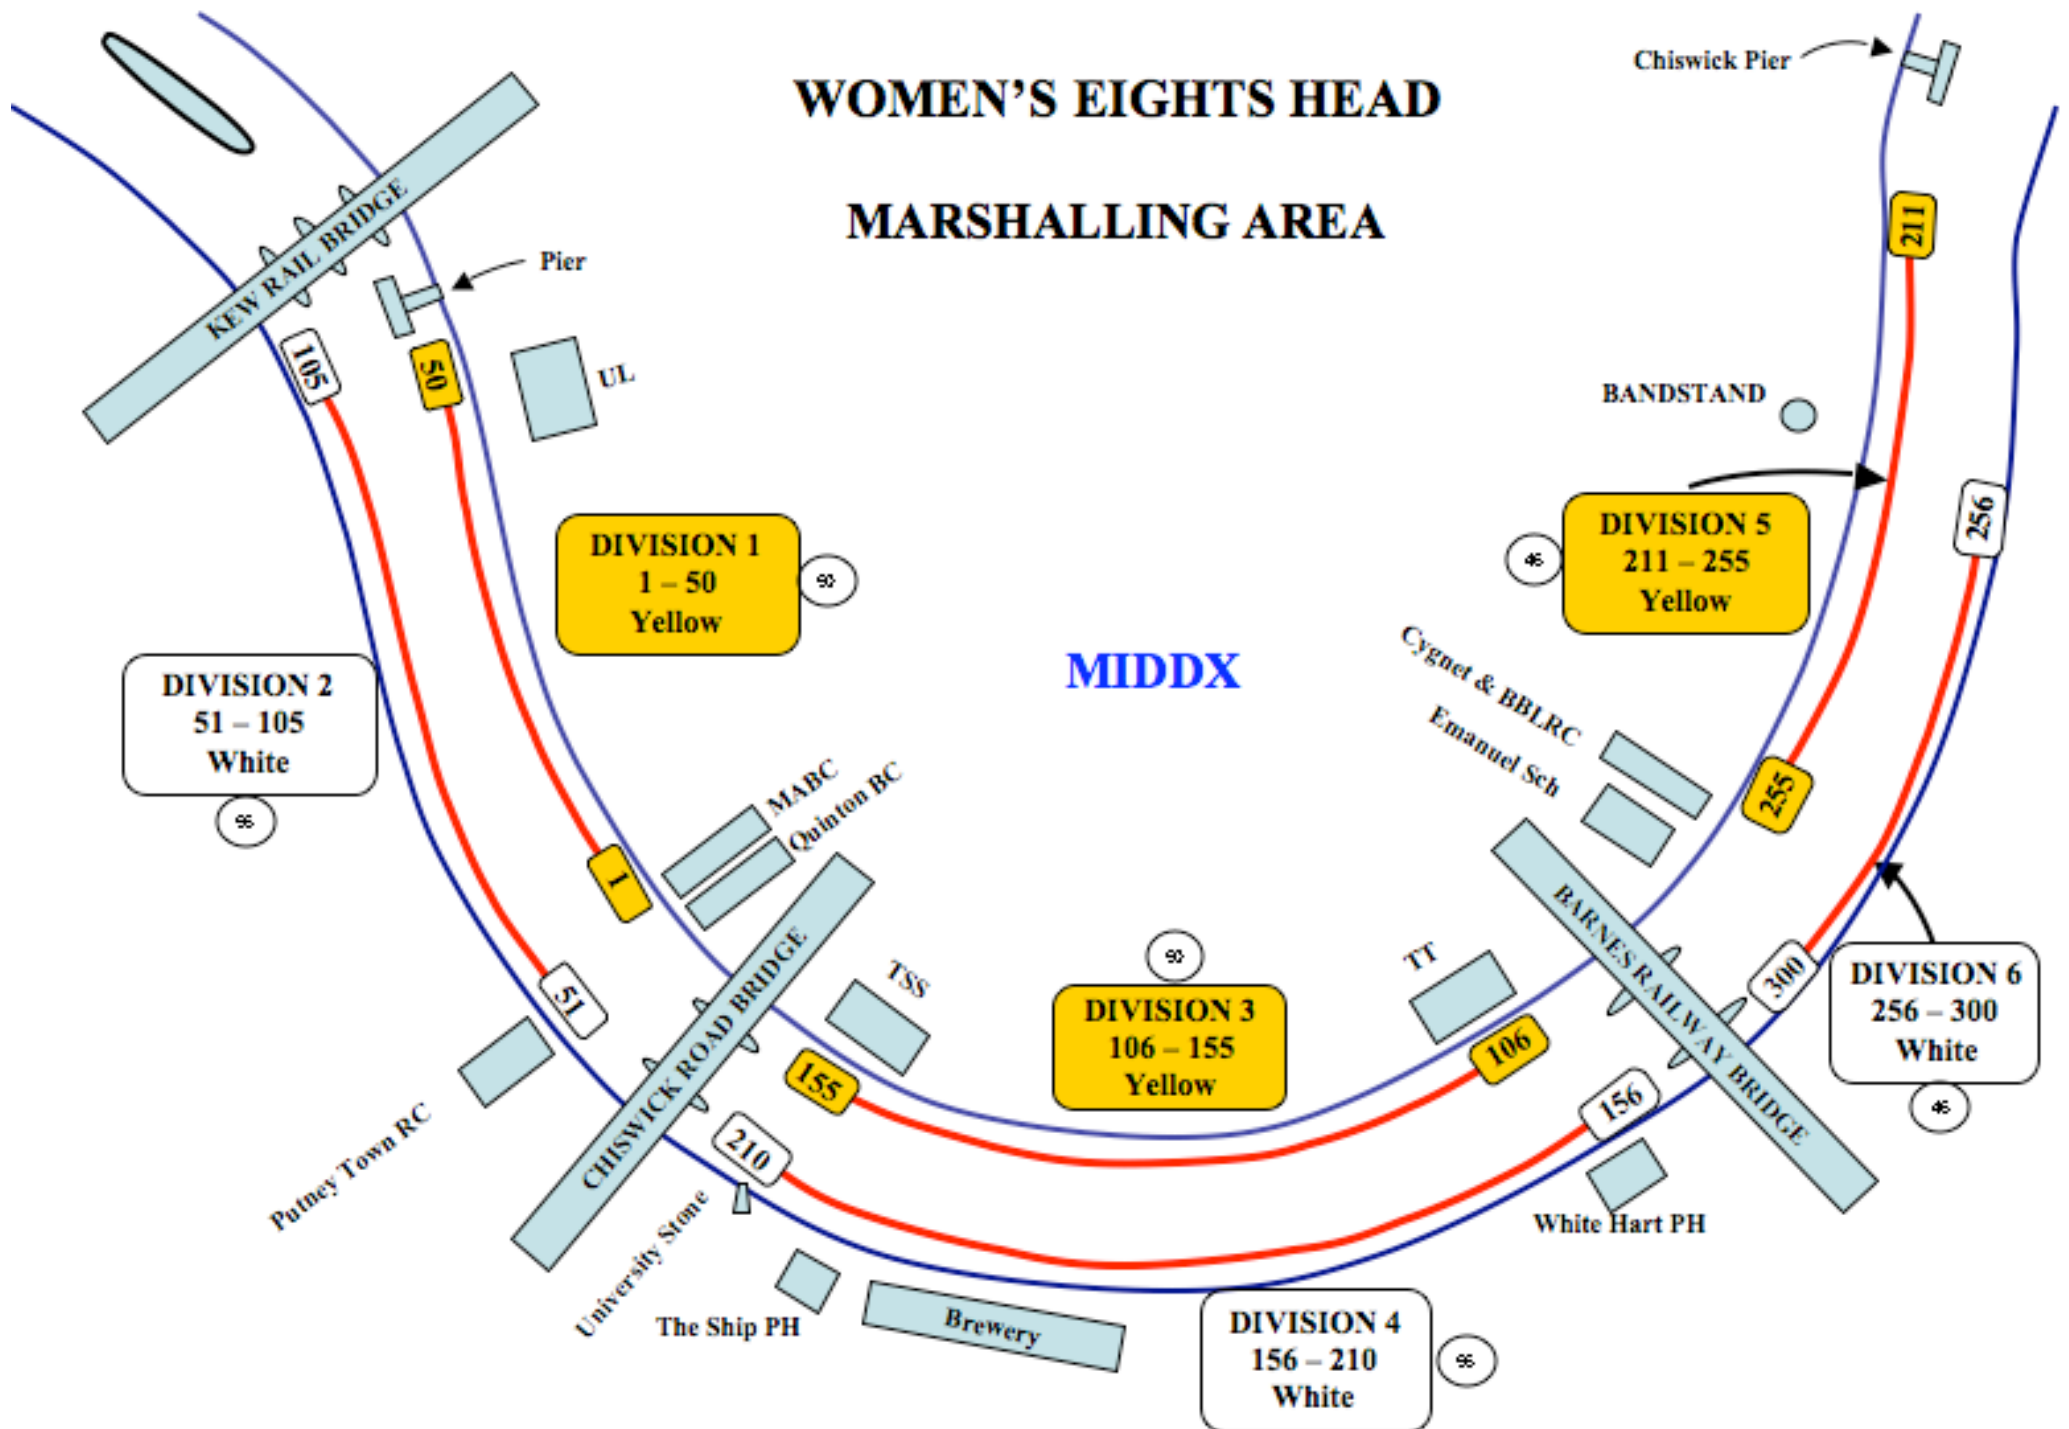 WOMEN'S EIGHTS HEAD
MARSHALLING AREA
Chiswick Pier
KEW RAIL BRIDGE
Pier
211
105
50
UL
BANDSTAND
256
DIVISION 1
1 – 50
Yellow
DIVISION 5
211 – 255
Yellow
DIVISION 2
51 – 105
White
MIDDX
Cygnet & BBLRC
Emanuel Sch
255
MABC
Quinton BC
1
51
CHISWICK ROAD BRIDGE
TSS
155
DIVISION 3
106 – 155
Yellow
TT
106
BARNES RAILWAY BRIDGE
300
DIVISION 6
256 – 300
White
156
210
Putney Town RC
University Stone
The Ship PH
Brewery
White Hart PH
DIVISION 4
156 – 210
White